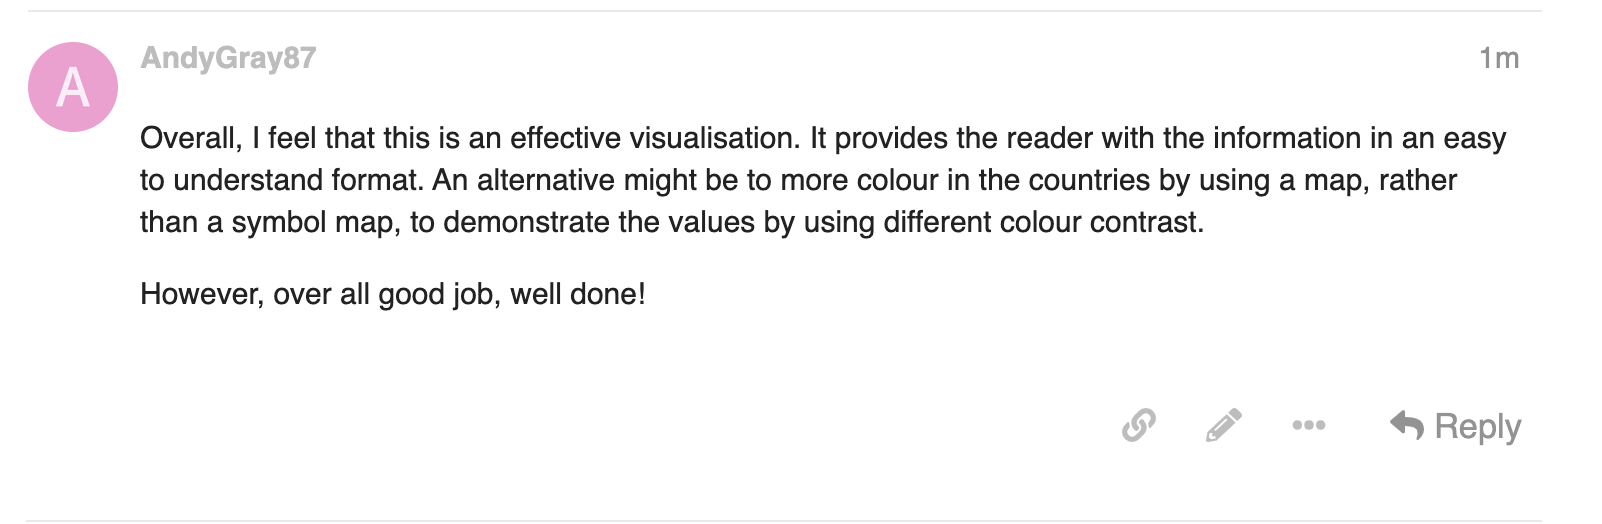 A
AndyGray87
1m
Overall, I feel that this is an effective visualisation. It provides the reader with the information in an easy
to understand format. An alternative might be to more colour in the countries by using a map, rather
than a symbol map, to demonstrate the values by using different colour contrast.
However, over all good job, well done!
Reply